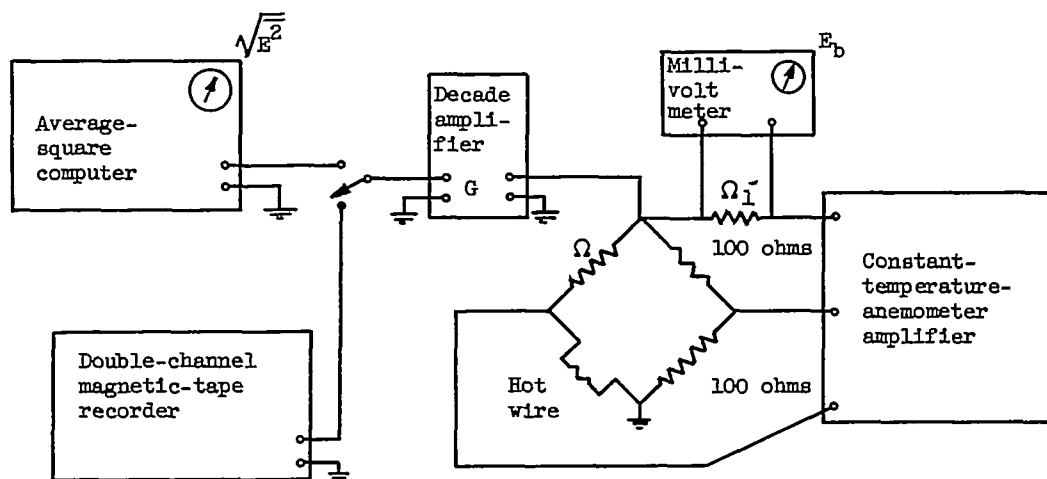 √E̅²
E_b
Average-
square
computer
Decade
ampli-
fier
G
Milli-
volt
meter
Ω₁
100 ohms
Ω
Constant-
temperature-
anemometer
amplifier
Double-channel
magnetic-tape
recorder
Hot
wire
100 ohms